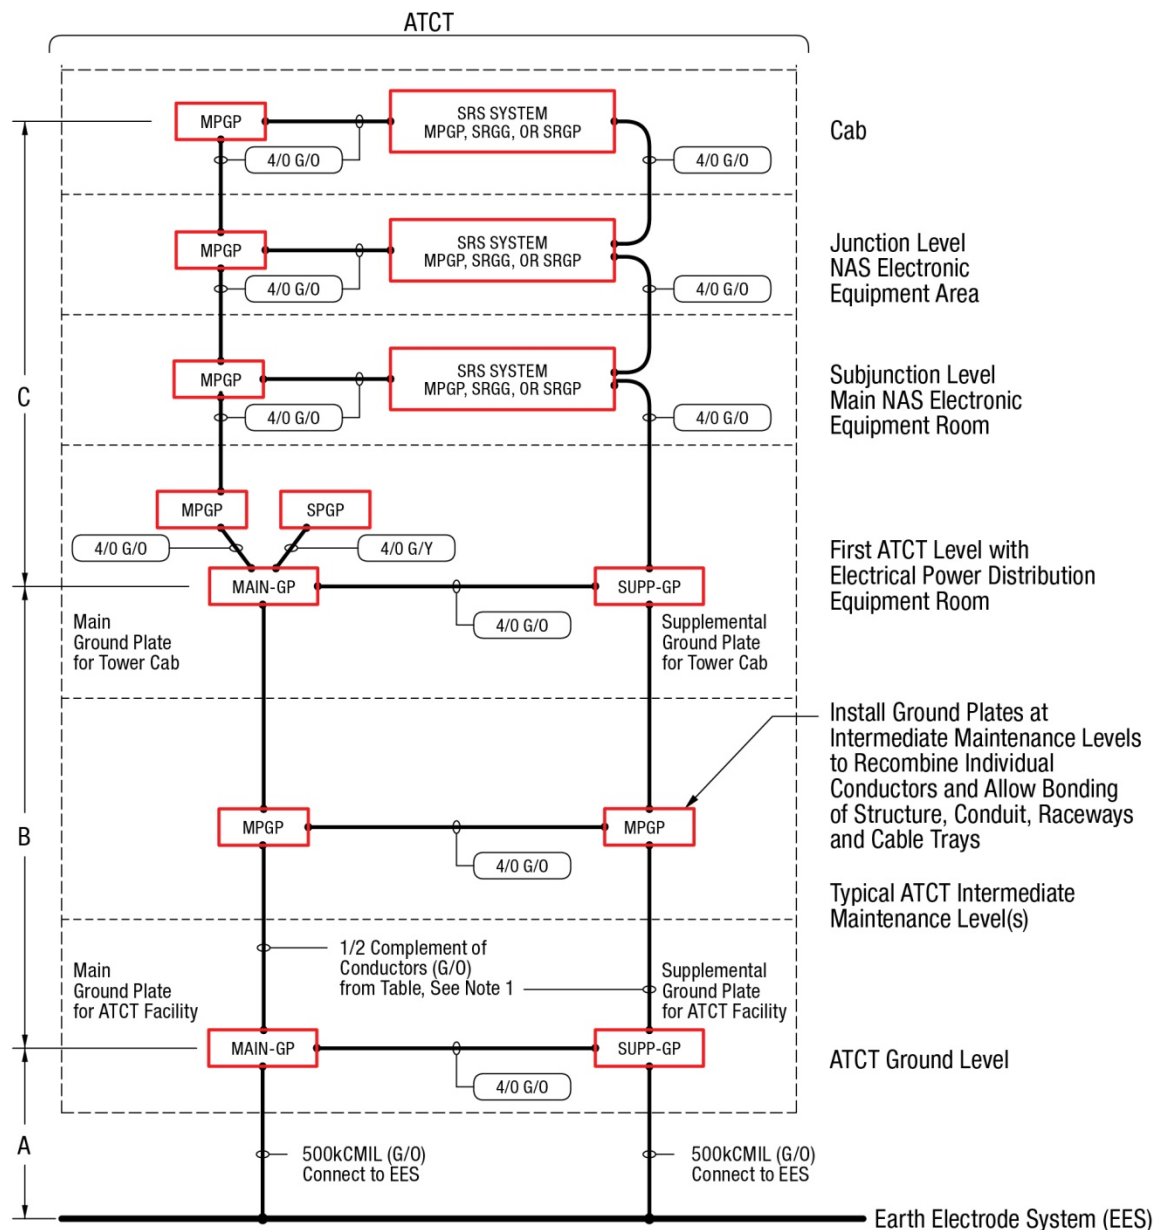 ATCT
MPGP
SRS SYSTEM
MPGP, SRGG, OR SRGP
Cab
4/0 G/O
4/0 G/O
MPGP
SRS SYSTEM
MPGP, SRGG, OR SRGP
Junction Level
NAS Electronic
Equipment Area
4/0 G/O
4/0 G/O
C
MPGP
SRS SYSTEM
MPGP, SRGG, OR SRGP
Subjunction Level
Main NAS Electronic
Equipment Room
4/0 G/O
4/0 G/O
MPGP
SPGP
4/0 G/O
4/0 G/Y
First ATCT Level with
Electrical Power Distribution
Equipment Room
MAIN-GP
SUPP-GP
4/0 G/O
Main
Ground Plate
for Tower Cab
Supplemental
Ground Plate
for Tower Cab
Install Ground Plates at
Intermediate Maintenance Levels
to Recombine Individual
Conductors and Allow Bonding
of Structure, Conduit, Raceways
and Cable Trays
B
MPGP
MPGP
4/0 G/O
Typical ATCT Intermediate
Maintenance Level(s)
1/2 Complement of
Conductors (G/O)
from Table, See Note 1
Main
Ground Plate
for ATCT Facility
Supplemental
Ground Plate
for ATCT Facility
MAIN-GP
SUPP-GP
ATCT Ground Level
4/0 G/O
A
500kCMIL (G/O)
Connect to EES
500kCMIL (G/O)
Connect to EES
Earth Electrode System (EES)